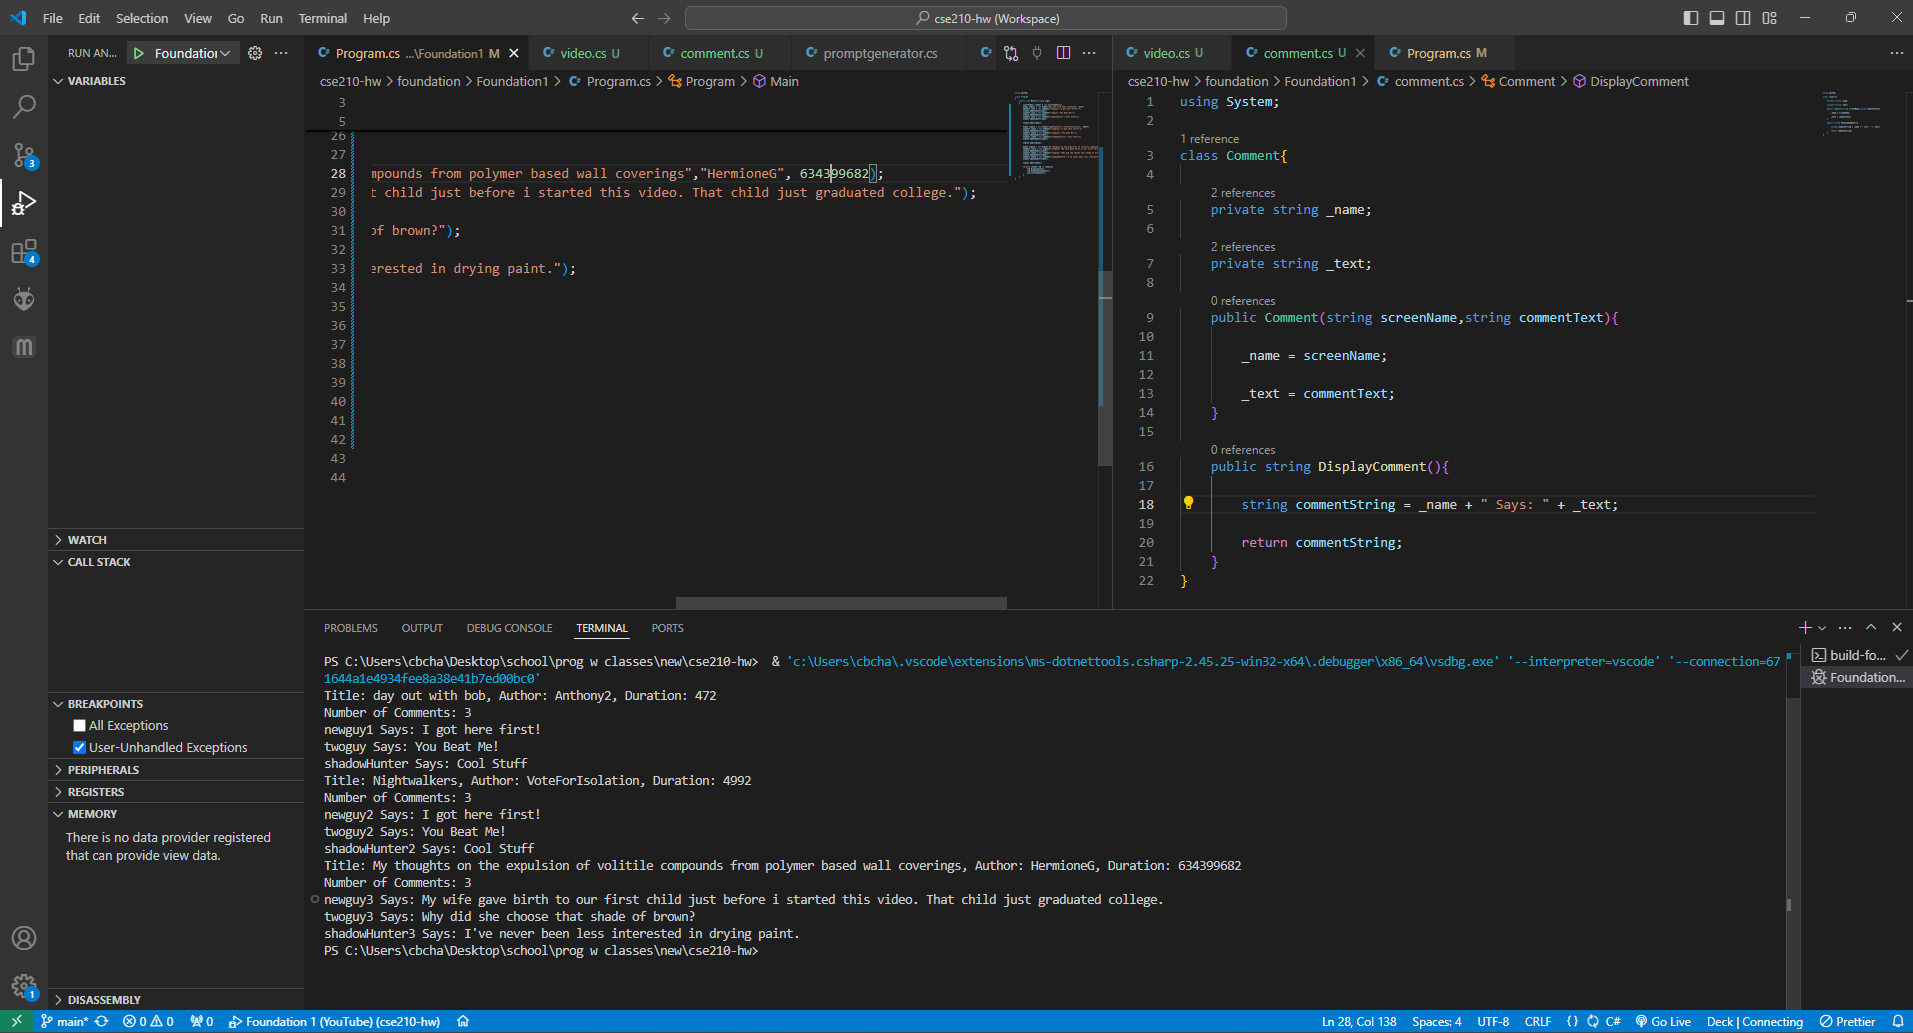 File Edit Selection View Go Run Terminal Help
cse210-hw (Workspace)
RUN AN... Foundation
VARIABLES
WATCH
CALL STACK
BREAKPOINTS
All Exceptions
User-Unhandled Exceptions
PERIPHERALS
REGISTERS
MEMORY
There is no data provider registered
that can provide view data.
DISASSEMBLY
3
4
1
Program.cs ...\Foundation1 M video.cs U comment.cs U promptgenerator.cs
cse210-hw > foundation > Foundation1 > Program.cs > Program > Main
3
5
26
27
28 mpounds from polymer based wall coverings","HermioneG", 634399682);
29 t child just before i started this video. That child just graduated college.");
30
31 of brown?");
32
33 erested in drying paint.");
34
35
36
37
38
39
40
41
42
43
44
video.cs U comment.cs U Program.cs M
cse210-hw > foundation > Foundation1 > comment.cs > Comment > DisplayComment
1 using System;
2
1 reference
3 class Comment{
4
2 references
5 private string _name;
6
2 references
7 private string _text;
8
0 references
9 public Comment(string screenName,string commentText){
10
11 _name = screenName;
12
13 _text = commentText;
14 }
15
0 references
16 public string DisplayComment(){
17
18 string commentString = _name + " Says: " + _text;
19
20 return commentString;
21 }
22 }
PROBLEMS OUTPUT DEBUG CONSOLE TERMINAL PORTS
PS C:\Users\cbcha\Desktop\school\prog w classes\new\cse210-hw> & 'c:\Users\cbcha\.vscode\extensions\ms-dotnettools.csharp-2.45.25-win32-x64\.debugger\x86_64\vsdbg.exe' '--interpreter=vscode' '--connection=67
1644a1e4934fee8a38e41b7ed00bc0'
Title: day out with bob, Author: Anthony2, Duration: 472
Number of Comments: 3
newguy1 Says: I got here first!
twoguy Says: You Beat Me!
shadowHunter Says: Cool Stuff
Title: Nightwalkers, Author: VoteForIsolation, Duration: 4992
Number of Comments: 3
newguy2 Says: I got here first!
twoguy2 Says: You Beat Me!
shadowHunter2 Says: Cool Stuff
Title: My thoughts on the expulsion of volitile compounds from polymer based wall coverings, Author: HermioneG, Duration: 634399682
Number of Comments: 3
newguy3 Says: My wife gave birth to our first child just before i started this video. That child just graduated college.
twoguy3 Says: Why did she choose that shade of brown?
shadowHunter3 Says: I've never been less interested in drying paint.
PS C:\Users\cbcha\Desktop\school\prog w classes\new\cse210-hw>
build-fo...
Foundation...
main* 0 0 0 Foundation 1 (YouTube) (cse210-hw) Ln 28, Col 138 Spaces: 4 UTF-8 CRLF {} C# Go Live Deck | Connecting Prettier